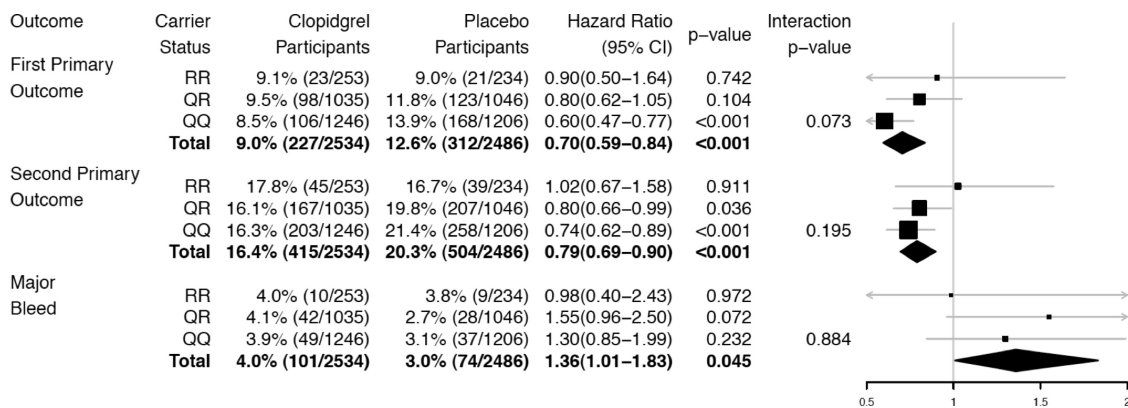 Outcome Carrier Status Clopidgrel Participants Placebo Participants Hazard Ratio (95% CI) p−value Interaction p−value
First Primary Outcome
RR 9.1% (23/253) 9.0% (21/234) 0.90(0.50−1.64) 0.742
QR 9.5% (98/1035) 11.8% (123/1046) 0.80(0.62−1.05) 0.104
QQ 8.5% (106/1246) 13.9% (168/1206) 0.60(0.47−0.77) <0.001 0.073
Total 9.0% (227/2534) 12.6% (312/2486) 0.70(0.59−0.84) <0.001
Second Primary Outcome
RR 17.8% (45/253) 16.7% (39/234) 1.02(0.67−1.58) 0.911
QR 16.1% (167/1035) 19.8% (207/1046) 0.80(0.66−0.99) 0.036
QQ 16.3% (203/1246) 21.4% (258/1206) 0.74(0.62−0.89) <0.001 0.195
Total 16.4% (415/2534) 20.3% (504/2486) 0.79(0.69−0.90) <0.001
Major Bleed
RR 4.0% (10/253) 3.8% (9/234) 0.98(0.40−2.43) 0.972
QR 4.1% (42/1035) 2.7% (28/1046) 1.55(0.96−2.50) 0.072
QQ 3.9% (49/1246) 3.1% (37/1206) 1.30(0.85−1.99) 0.232 0.884
Total 4.0% (101/2534) 3.0% (74/2486) 1.36(1.01−1.83) 0.045
0.5 1 1.5 2